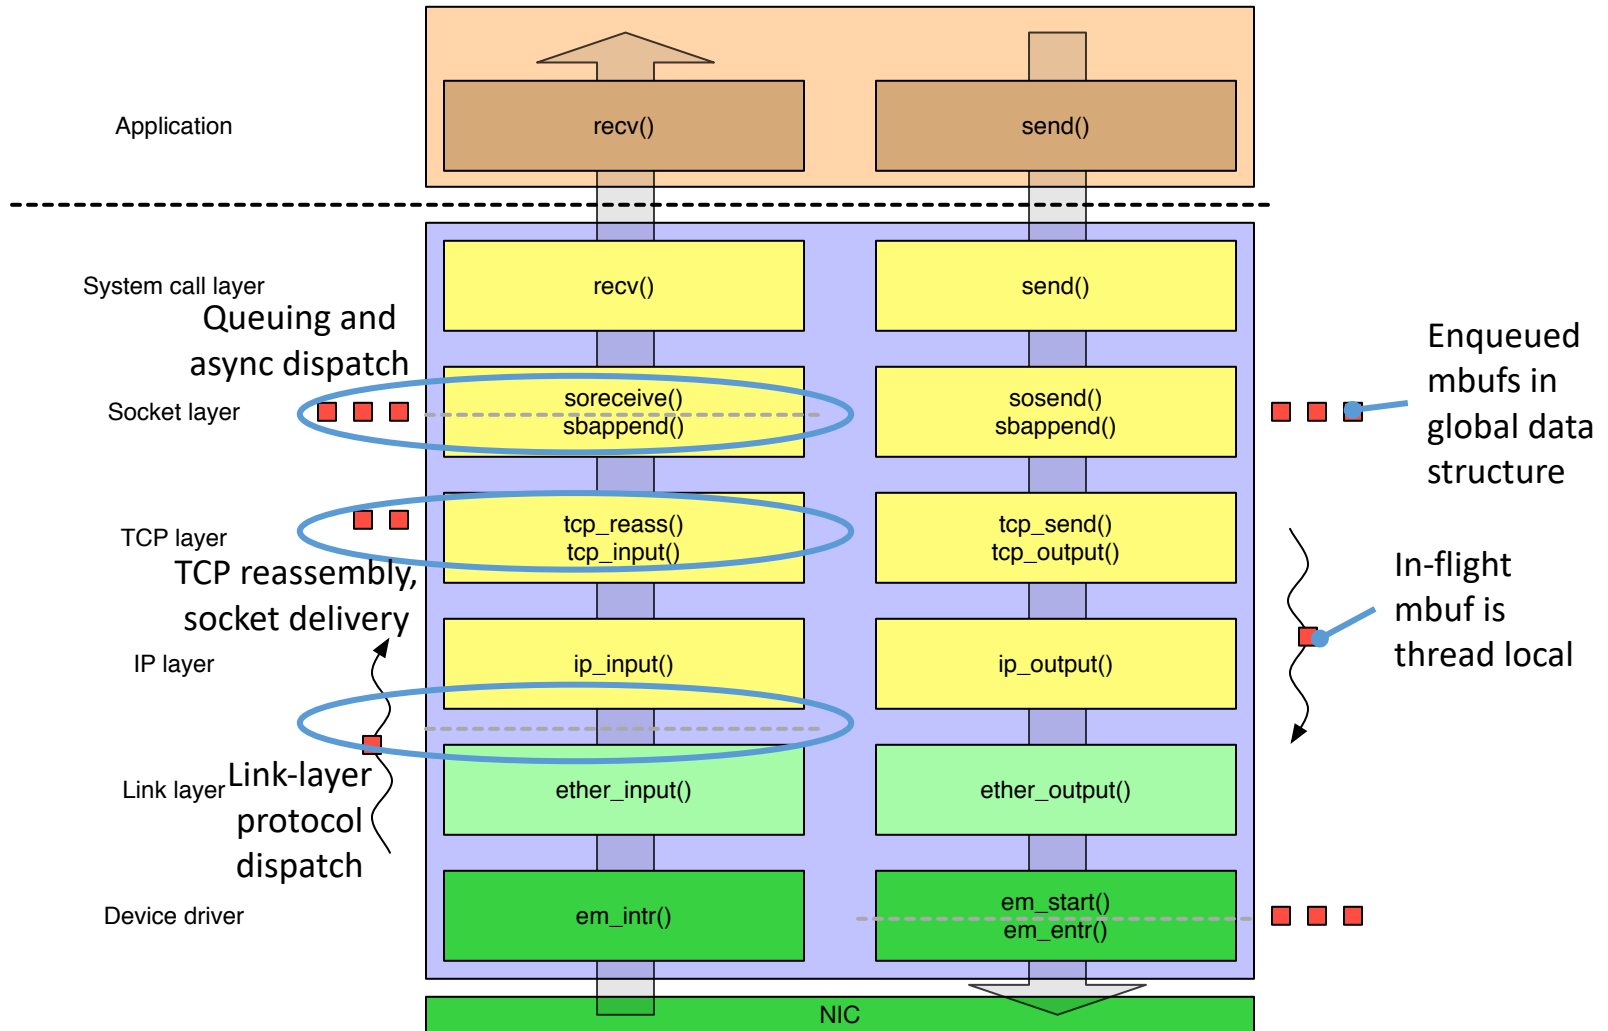 Application
recv()
send()
System call layer
recv()
send()
Queuing and
async dispatch
Socket layer
soreceive()
sbappend()
sosend()
sbappend()
Enqueued
mbufs in
global data
structure
TCP layer
tcp_reass()
tcp_input()
tcp_send()
tcp_output()
TCP reassembly,
socket delivery
In-flight
mbuf is
thread local
IP layer
ip_input()
ip_output()
Link layer
Link-layer
protocol
dispatch
ether_input()
ether_output()
Device driver
em_intr()
em_start()
em_entr()
NIC